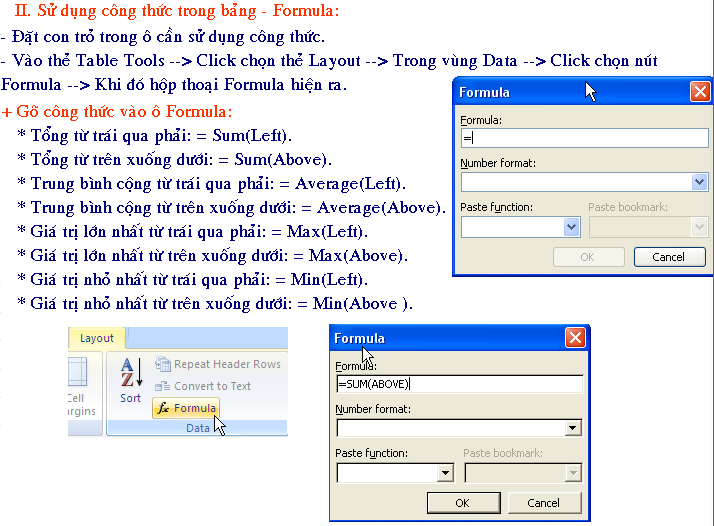 II. Sử dụng công thức trong bảng - Formula:
- Đặt con trỏ trong ô cần sử dụng công thức.
- Vào thẻ Table Tools --> Click chọn thẻ Layout --> Trong vùng Data --> Click chọn nút
Formula --> Khi đó hộp thoại Formula hiện ra.
+ Gõ công thức vào ô Formula:
* Tổng từ trái qua phải: = Sum(Left).
* Tổng từ trên xuống dưới: = Sum(Above).
* Trung bình cộng từ trái qua phải: = Average(Left).
* Trung bình cộng từ trên xuống dưới: = Average(Above).
* Giá trị lớn nhất từ trái qua phải: = Max(Left).
* Giá trị lớn nhất từ trên xuống dưới: = Max(Above).
* Giá trị nhỏ nhất từ trái qua phải: = Min(Left).
* Giá trị nhỏ nhất từ trên xuống dưới: = Min(Above ).
Formula
Formula:
=
Number format:
Paste function: Paste bookmark:
OK Cancel
Layout
Cell
Margins
A
Z
Sort
Repeat Header Rows
Convert to Text
fx Formula
Data
Formula
Formula:
=SUM(ABOVE)
Number format:
Paste function: Paste bookmark:
OK Cancel